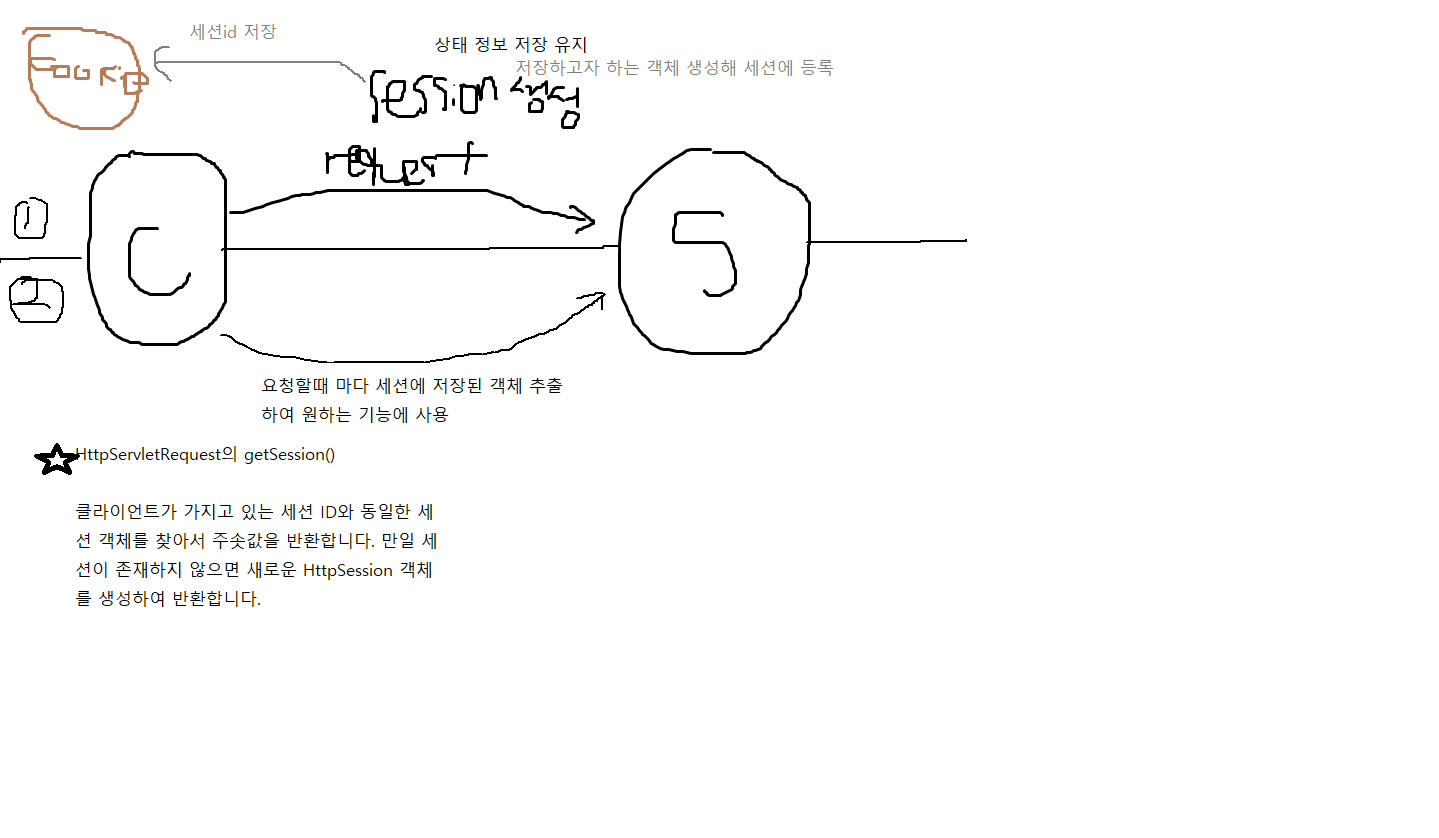 세션id 저장
상태 정보 저장 유지
저장하고자 하는 객체 생성해 세션에 등록
cookie
session 생성
request
1
C
S
2
요청할때 마다 세션에 저장된 객체 추출
하여 원하는 기능에 사용
HttpServletRequest의 getSession()
클라이언트가 가지고 있는 세션 ID와 동일한 세
션 객체를 찾아서 주솟값을 반환합니다. 만일 세
션이 존재하지 않으면 새로운 HttpSession 객체
를 생성하여 반환합니다.